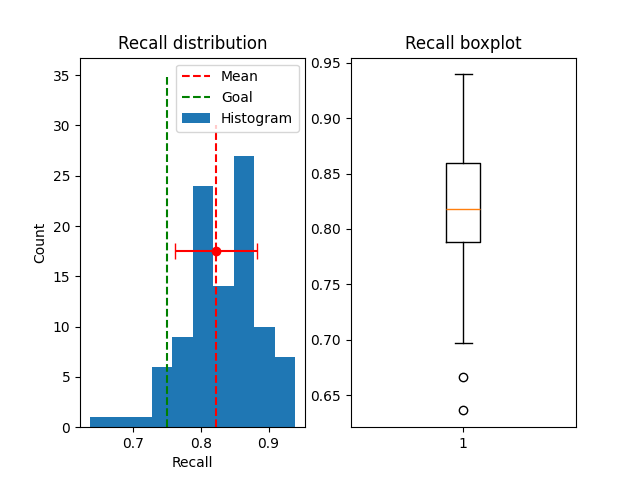 Recall distribution
Mean
Goal
Histogram
35
30
25
20
15
10
5
0
Count
0.7 0.8 0.9
Recall
Recall boxplot
0.95
0.90
0.85
0.80
0.75
0.70
0.65
1